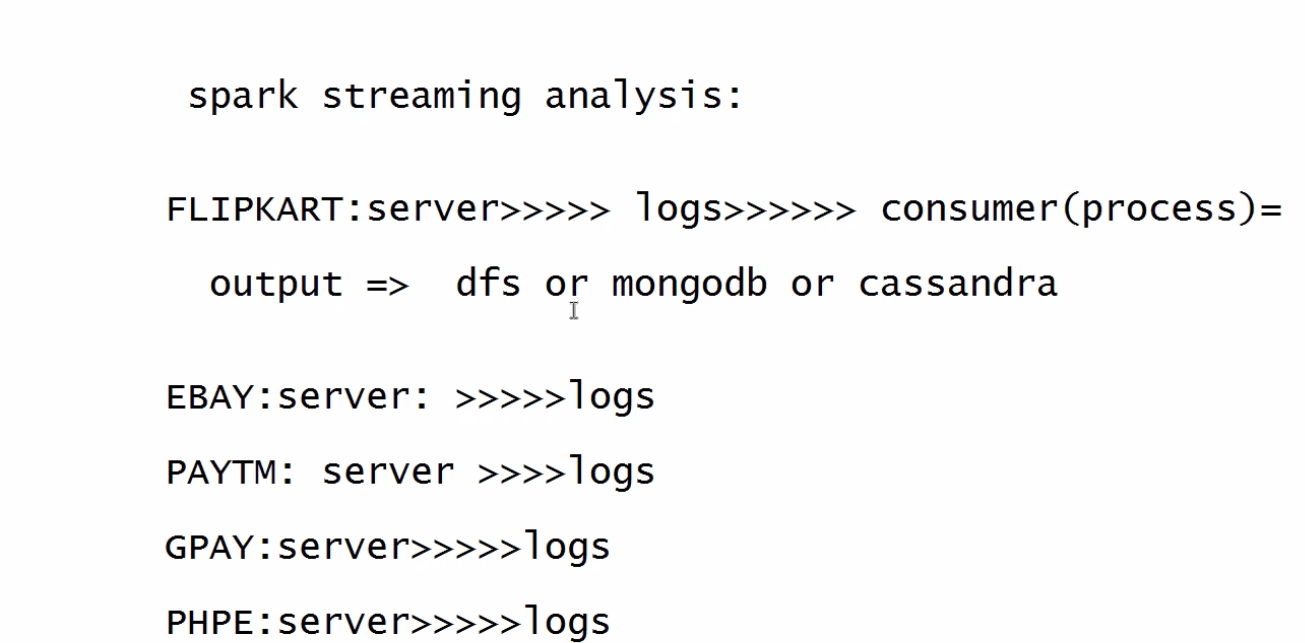 spark streaming analysis:
FLIPKART:server>>>>> logs>>>>>> consumer(process)=
output => dfs or mongodb or cassandra
EBAY:server: >>>>>logs
PAYTM: server >>>>logs
GPAY:server>>>>>logs
PHPE:server>>>>>logs